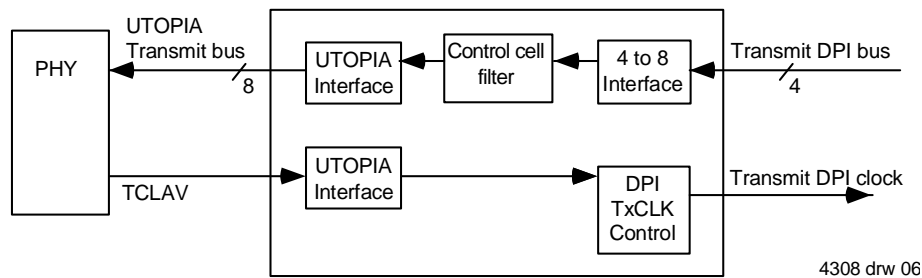 UTOPIA
Transmit bus
PHY
8
UTOPIA
Interface
Control cell
filter
4 to 8
Interface
Transmit DPI bus
4
TCLAV
UTOPIA
Interface
DPI
TxCLK
Control
Transmit DPI clock
4308 drw 06